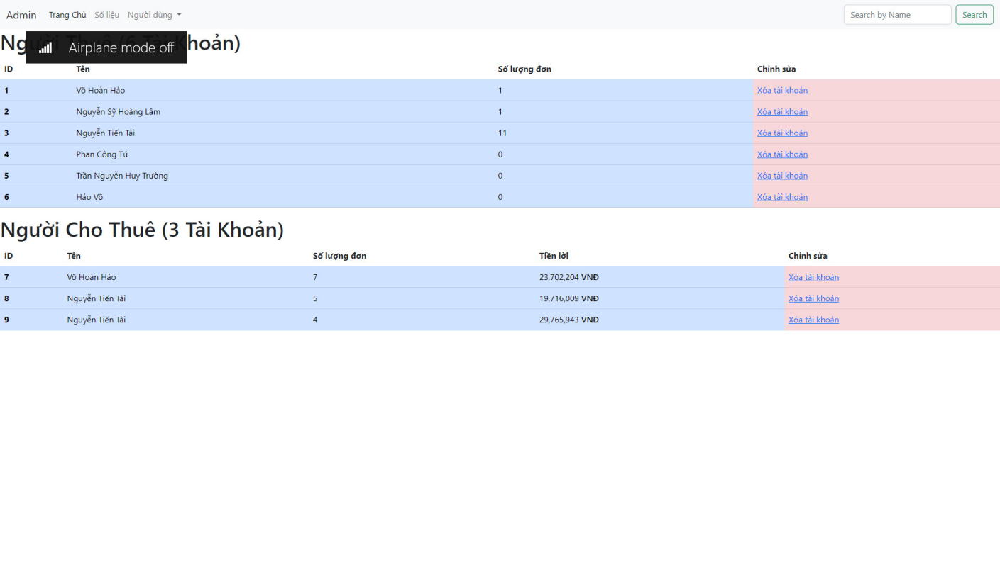 Admin Trang Chủ Số liệu Người dùng Search by Name Search
Người Thuê (6 Tài Khoản)
Airplane mode off
ID Tên Số lượng đơn Chỉnh sửa
1 Võ Hoàn Hảo 1 Xóa tài khoản
2 Nguyễn Sỹ Hoàng Lâm 1 Xóa tài khoản
3 Nguyễn Tiến Tài 11 Xóa tài khoản
4 Phan Công Tú 0 Xóa tài khoản
5 Trần Nguyễn Huy Trường 0 Xóa tài khoản
6 Hảo Võ 0 Xóa tài khoản
Người Cho Thuê (3 Tài Khoản)
ID Tên Số lượng đơn Tiền lời Chỉnh sửa
7 Võ Hoàn Hảo 7 23,702,204 VNĐ Xóa tài khoản
8 Nguyễn Tiến Tài 5 19,716,009 VNĐ Xóa tài khoản
9 Nguyễn Tiến Tài 4 29,765,943 VNĐ Xóa tài khoản